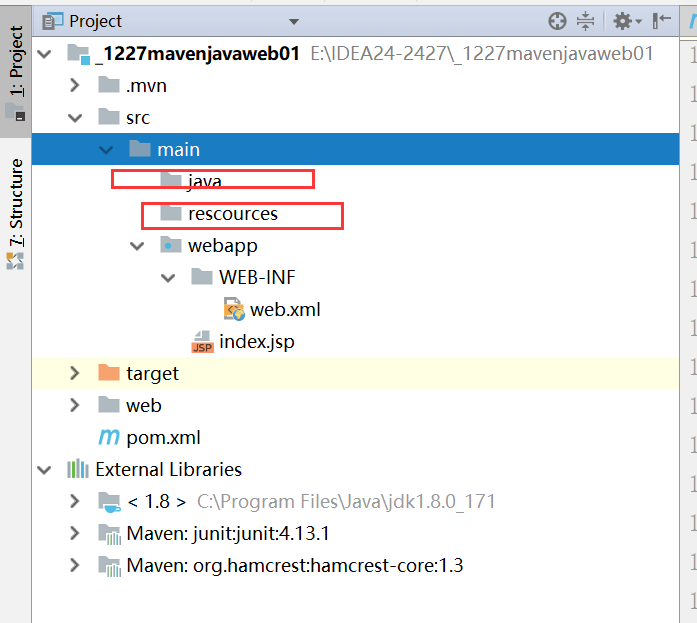 Project
1: Project
7: Structure
_1227mavenjavaweb01 E:\IDEA24-2427\_1227mavenjavaweb01
.mvn
src
main
java
rescources
webapp
WEB-INF
web.xml
JSP index.jsp
target
web
m pom.xml
External Libraries
< 1.8 > C:\Program Files\Java\jdk1.8.0_171
Maven: junit:junit:4.13.1
Maven: org.hamcrest:hamcrest-core:1.3